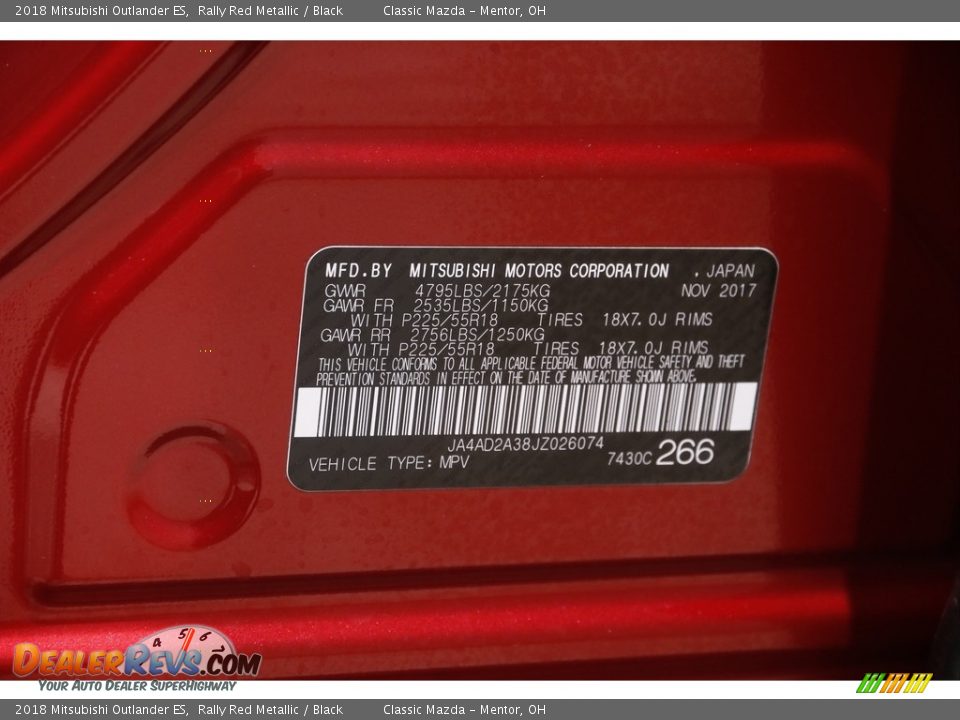 2018 Mitsubishi Outlander ES, Rally Red Metallic / Black Classic Mazda - Mentor, OH
MFD.BY MITSUBISHI MOTORS CORPORATION . JAPAN
GVWR 4795LBS/2175KG NOV 2017
GAWR FR 2535LBS/1150KG
WITH P225/55R18 TIRES 18X7.0J RIMS
GAWR RR 2756LBS/1250KG
WITH P225/55R18 TIRES 18X7.0J RIMS
THIS VEHICLE CONFORMS TO ALL APPLICABLE FEDERAL MOTOR VEHICLE SAFETY AND THEFT
PREVENTION STANDARDS IN EFFECT ON THE DATE OF MANUFACTURE SHOWN ABOVE.
JA4AD2A38JZ026074
VEHICLE TYPE: MPV 7430C 266
4 5 6 7
DealerRevs.com
Your Auto Dealer SuperHighway
2018 Mitsubishi Outlander ES, Rally Red Metallic / Black Classic Mazda - Mentor, OH